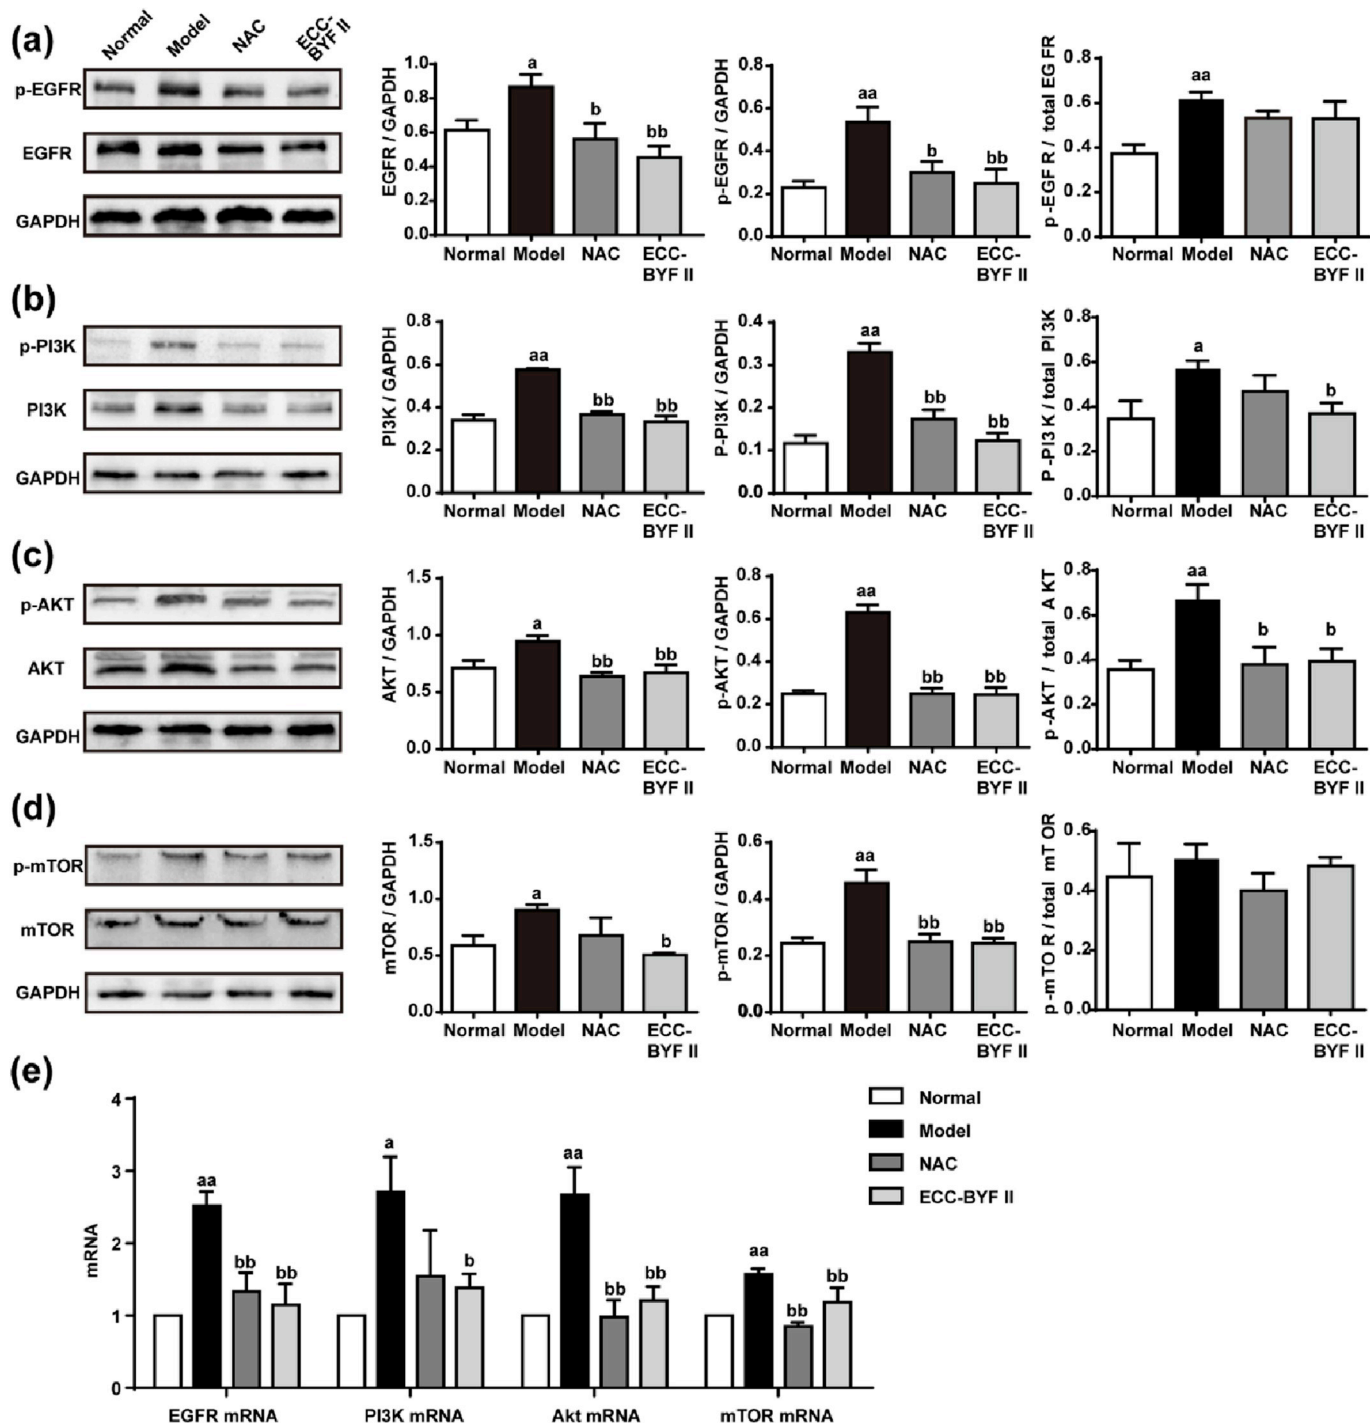 (a)
Normal
Model
NAC
ECC-
BYF II
p-EGFR
EGFR
GAPDH
EGFR / GAPDH
1.0
0.8
0.6
0.4
0.2
0.0
a
b
bb
Normal Model NAC ECC-
BYF II
p-EGFR / GAPDH
0.8
0.6
0.4
0.2
0.0
aa
b
bb
Normal Model NAC ECC-
BYF II
p-EGFR / total EGFR
0.8
0.6
0.4
0.2
0.0
aa
Normal Model NAC ECC-
BYF II
(b)
p-PI3K
PI3K
GAPDH
PI3K / GAPDH
0.8
0.6
0.4
0.2
0.0
aa
bb
bb
Normal Model NAC ECC-
BYF II
P-PI3K / GAPDH
0.4
0.3
0.2
0.1
0.0
aa
bb
bb
Normal Model NAC ECC-
BYF II
P-PI3K / total PI3K
0.8
0.6
0.4
0.2
0.0
a
b
Normal Model NAC ECC-
BYF II
(c)
p-AKT
AKT
GAPDH
AKT / GAPDH
1.5
1.0
0.5
0.0
a
bb
bb
Normal Model NAC ECC-
BYF II
p-AKT / GAPDH
0.8
0.6
0.4
0.2
0.0
aa
bb
bb
Normal Model NAC ECC-
BYF II
p-AKT / total AKT
0.8
0.6
0.4
0.2
0.0
aa
b
b
Normal Model NAC ECC-
BYF II
(d)
p-mTOR
mTOR
GAPDH
mTOR / GAPDH
1.5
1.0
0.5
0.0
a
b
Normal Model NAC ECC-
BYF II
p-mTOR / GAPDH
0.6
0.4
0.2
0.0
aa
bb
bb
Normal Model NAC ECC-
BYF II
p-mTOR / total mTOR
0.6
0.4
0.2
0.0
Normal Model NAC ECC-
BYF II
(e)
mRNA
4
3
2
1
0
aa
bb
bb
a
b
aa
bb
bb
aa
bb
bb
EGFR mRNA PI3K mRNA Akt mRNA mTOR mRNA
Normal
Model
NAC
ECC-BYF II